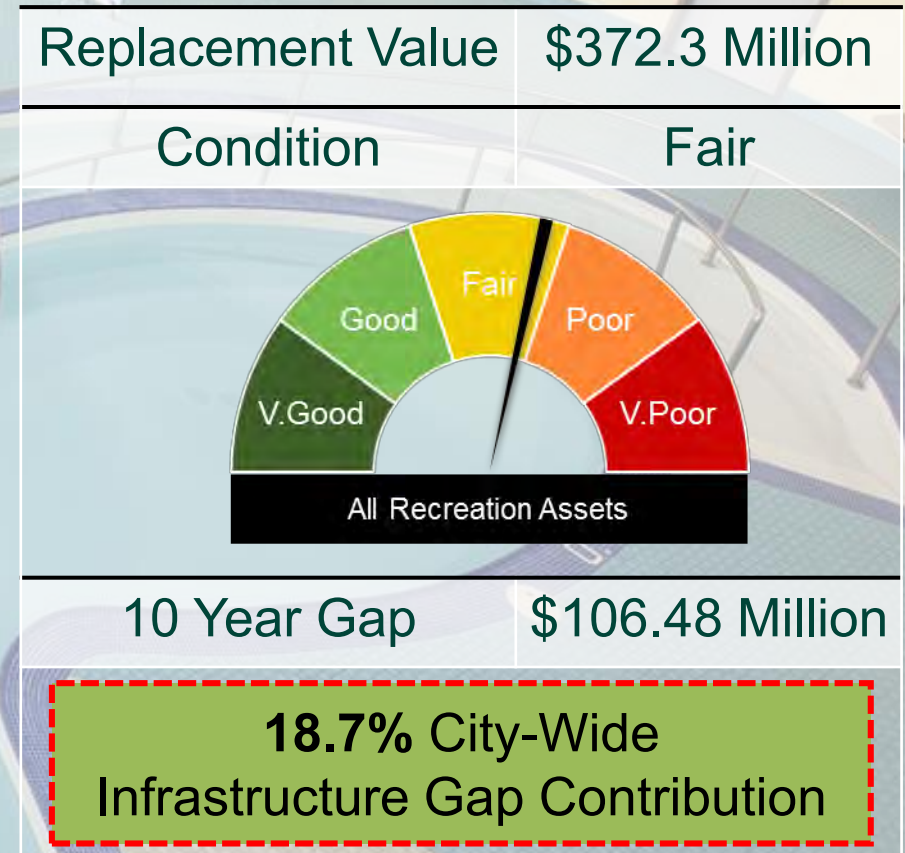 Replacement Value $372.3 Million
Condition Fair
Fair
Good Poor
V.Good V.Poor
All Recreation Assets
10 Year Gap $106.48 Million
18.7% City-Wide
Infrastructure Gap Contribution